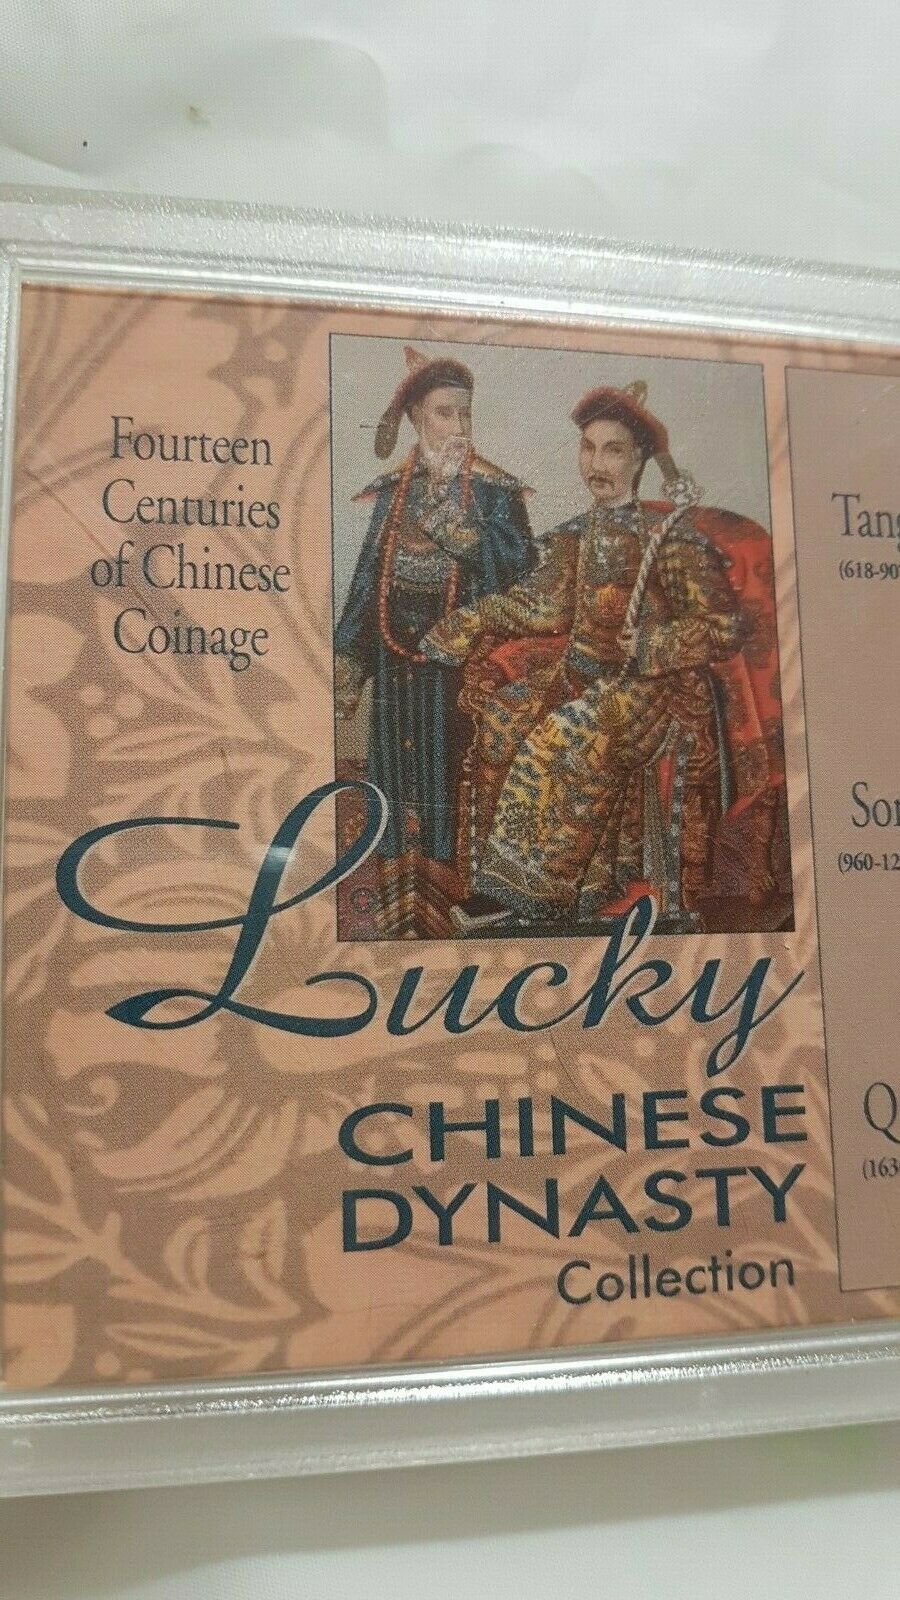 Fourteen
Centuries
of Chinese
Coinage
Lucky
CHINESE
DYNASTY
Collection